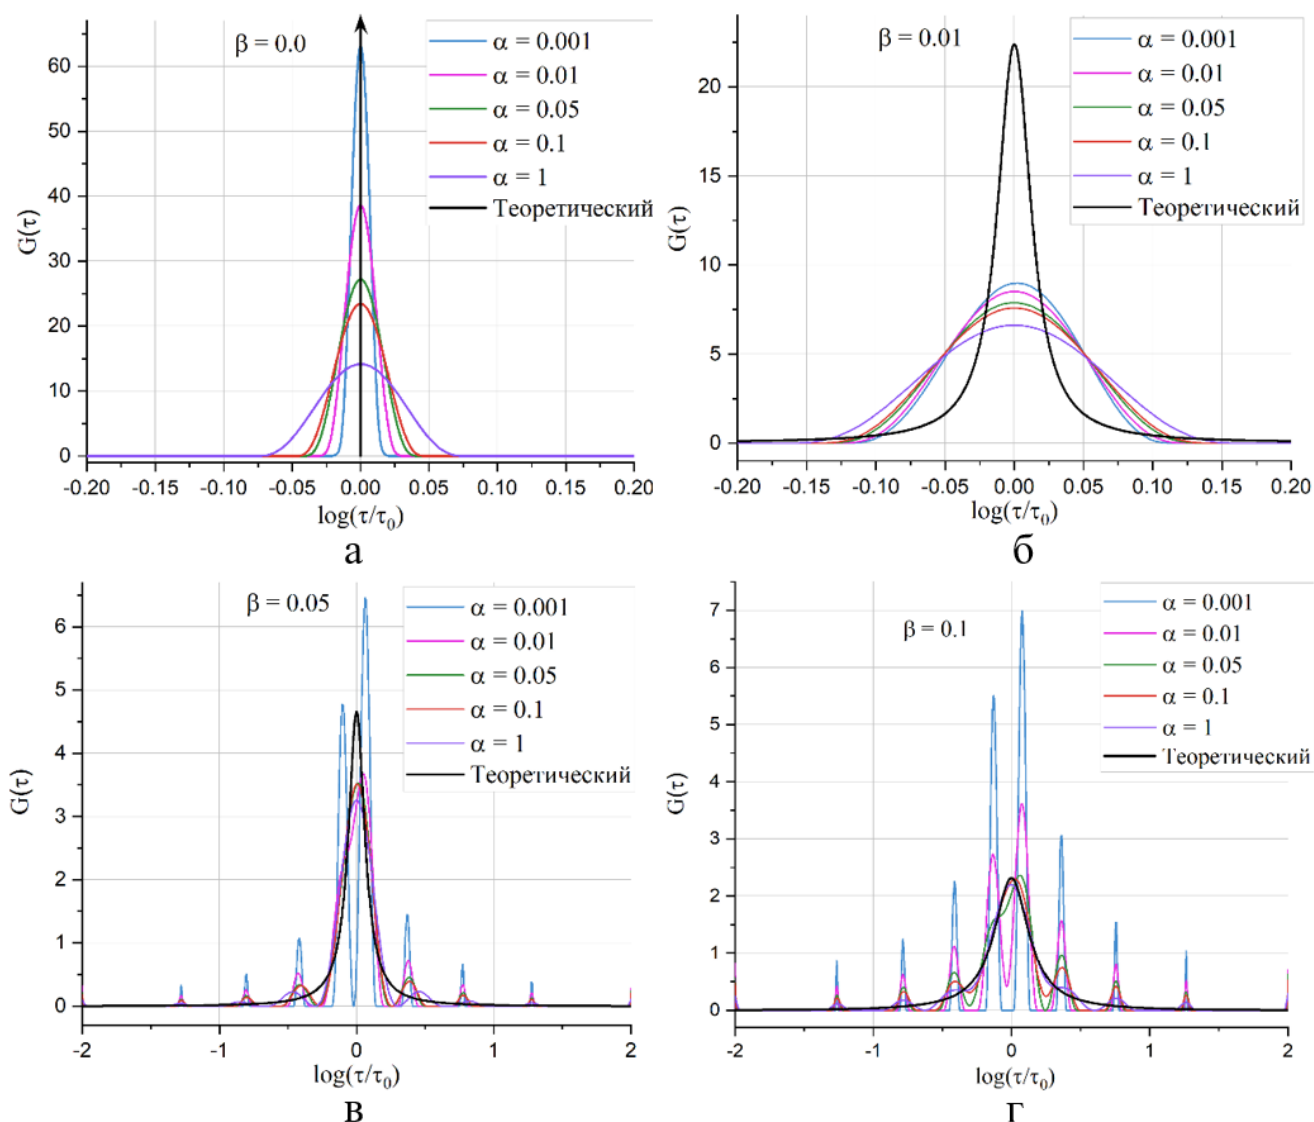 β = 0.0
α = 0.001
α = 0.01
α = 0.05
α = 0.1
α = 1
Теоретический
G(τ)
60
50
40
30
20
10
0
-0.20 -0.15 -0.10 -0.05 0.00 0.05 0.10 0.15 0.20
log(τ/τ0)
а
β = 0.01
α = 0.001
α = 0.01
α = 0.05
α = 0.1
α = 1
Теоретический
G(τ)
20
15
10
5
0
-0.20 -0.15 -0.10 -0.05 0.00 0.05 0.10 0.15 0.20
log(τ/τ0)
б
β = 0.05
α = 0.001
α = 0.01
α = 0.05
α = 0.1
α = 1
Теоретический
G(τ)
6
5
4
3
2
1
0
-2 -1 0 1 2
log(τ/τ0)
в
β = 0.1
α = 0.001
α = 0.01
α = 0.05
α = 0.1
α = 1
Теоретический
G(τ)
7
6
5
4
3
2
1
0
-2 -1 0 1 2
log(τ/τ0)
г